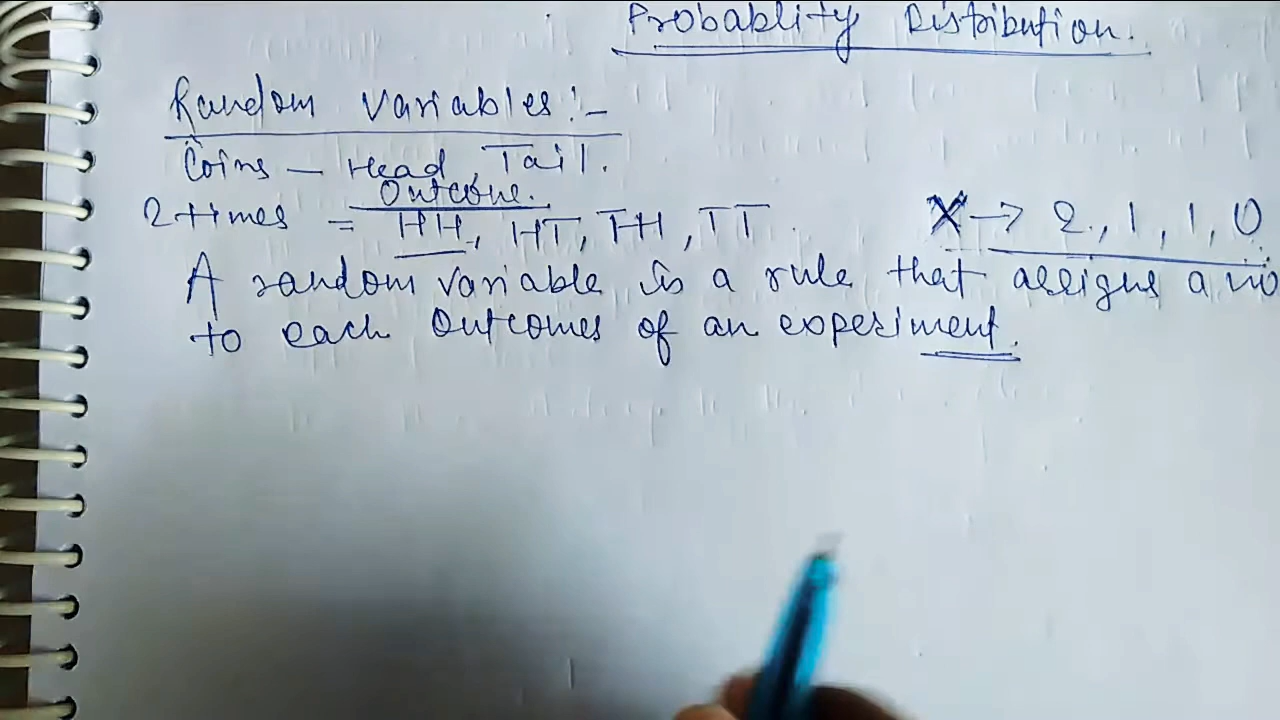 Probablity Distribution.
Random Variables:-
Coins — Head, Tail.
Outcome.
2 times = HH, HT, TH, TT. X → 2, 1, 1, 0
A random variable is a rule that assigns a no
to each outcomes of an experiment.